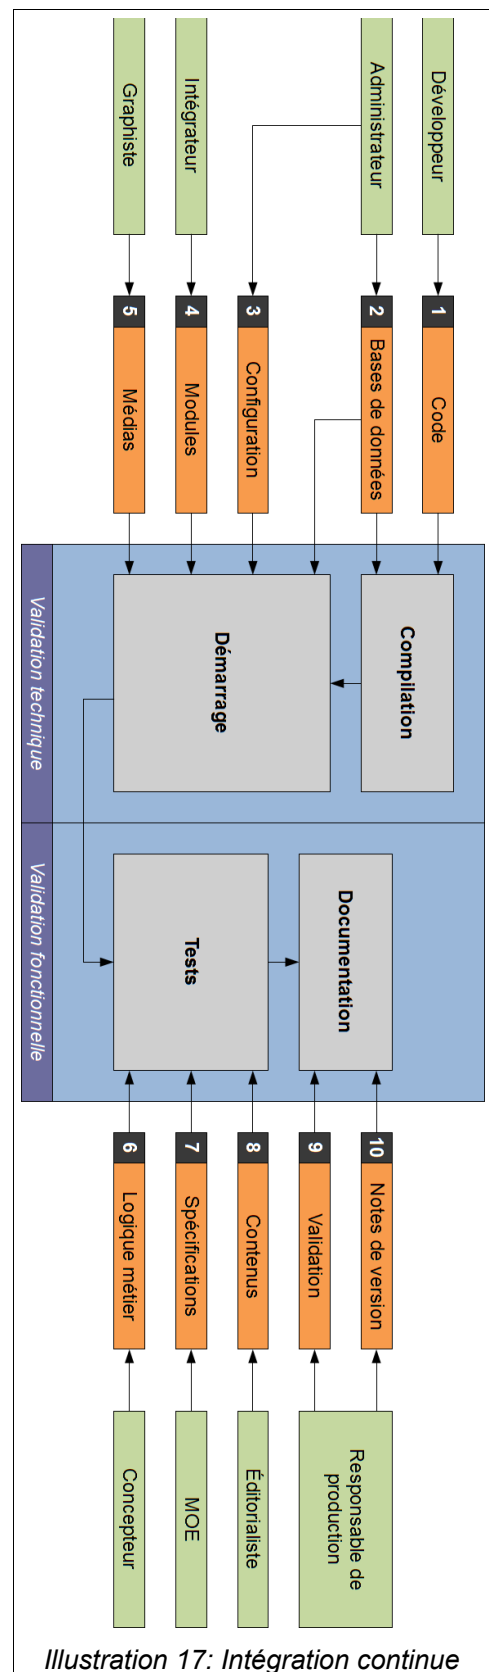 Développeur
1 Code
Administrateur
2 Bases de données
3 Configuration
Intégrateur
4 Modules
Graphiste
5 Médias
Compilation
Démarrage
Validation technique
Documentation
Tests
Validation fonctionnelle
10 Notes de version
9 Validation
Responsable de
production
8 Contenus
Éditorialiste
7 Spécifications
MOE
6 Logique métier
Concepteur
Illustration 17: Intégration continue